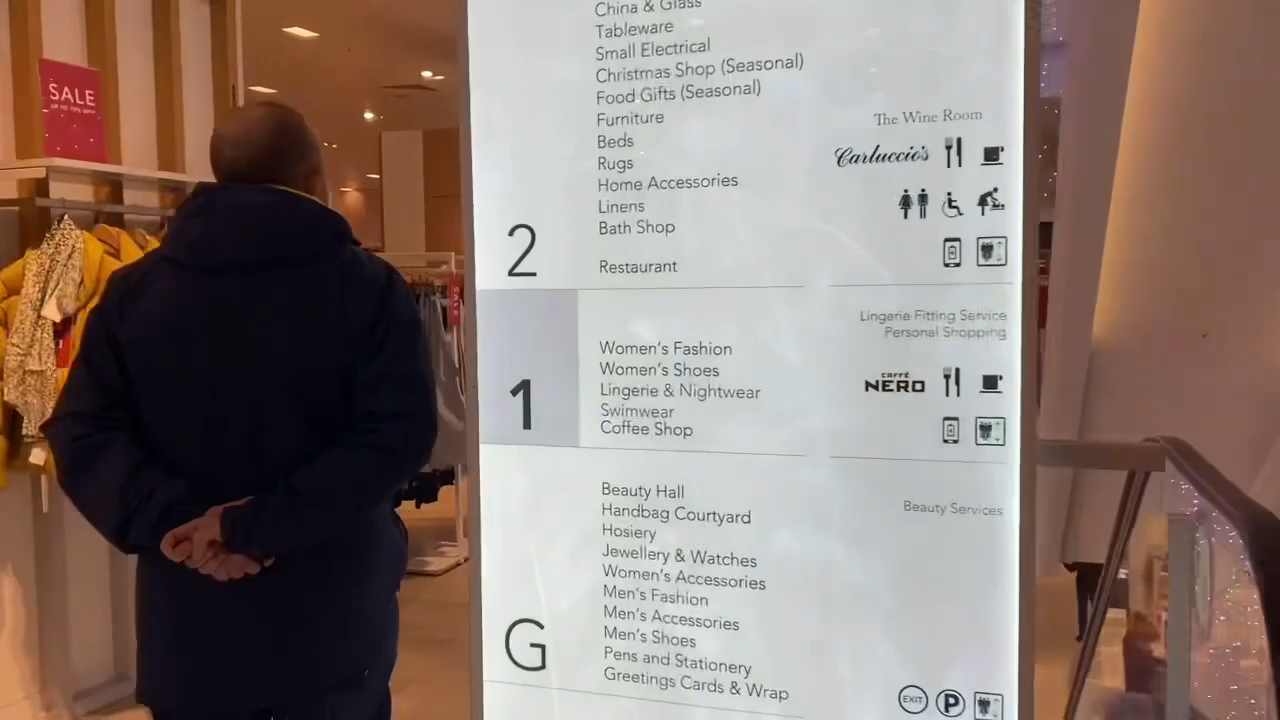 SALE
China & Glass
Tableware
Small Electrical
Christmas Shop (Seasonal)
Food Gifts (Seasonal)
Furniture
Beds
Rugs
Home Accessories
Linens
Bath Shop
2
Restaurant
The Wine Room
Carluccio's
Women's Fashion
Women's Shoes
Lingerie & Nightwear
Swimwear
Coffee Shop
1
Lingerie Fitting Service
Personal Shopping
CAFFÈ
NERO
Beauty Hall
Handbag Courtyard
Hosiery
Jewellery & Watches
Women's Accessories
Men's Fashion
Men's Accessories
Men's Shoes
Pens and Stationery
Greetings Cards & Wrap
G
Beauty Services
EXIT
P
SALE